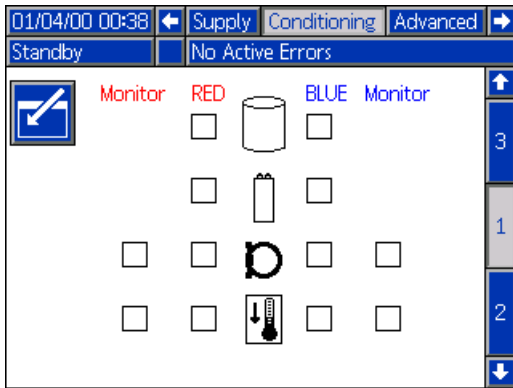 01/04/00 00:38 Supply Conditioning Advanced
Standby No Active Errors
Monitor RED BLUE Monitor
3
1
2